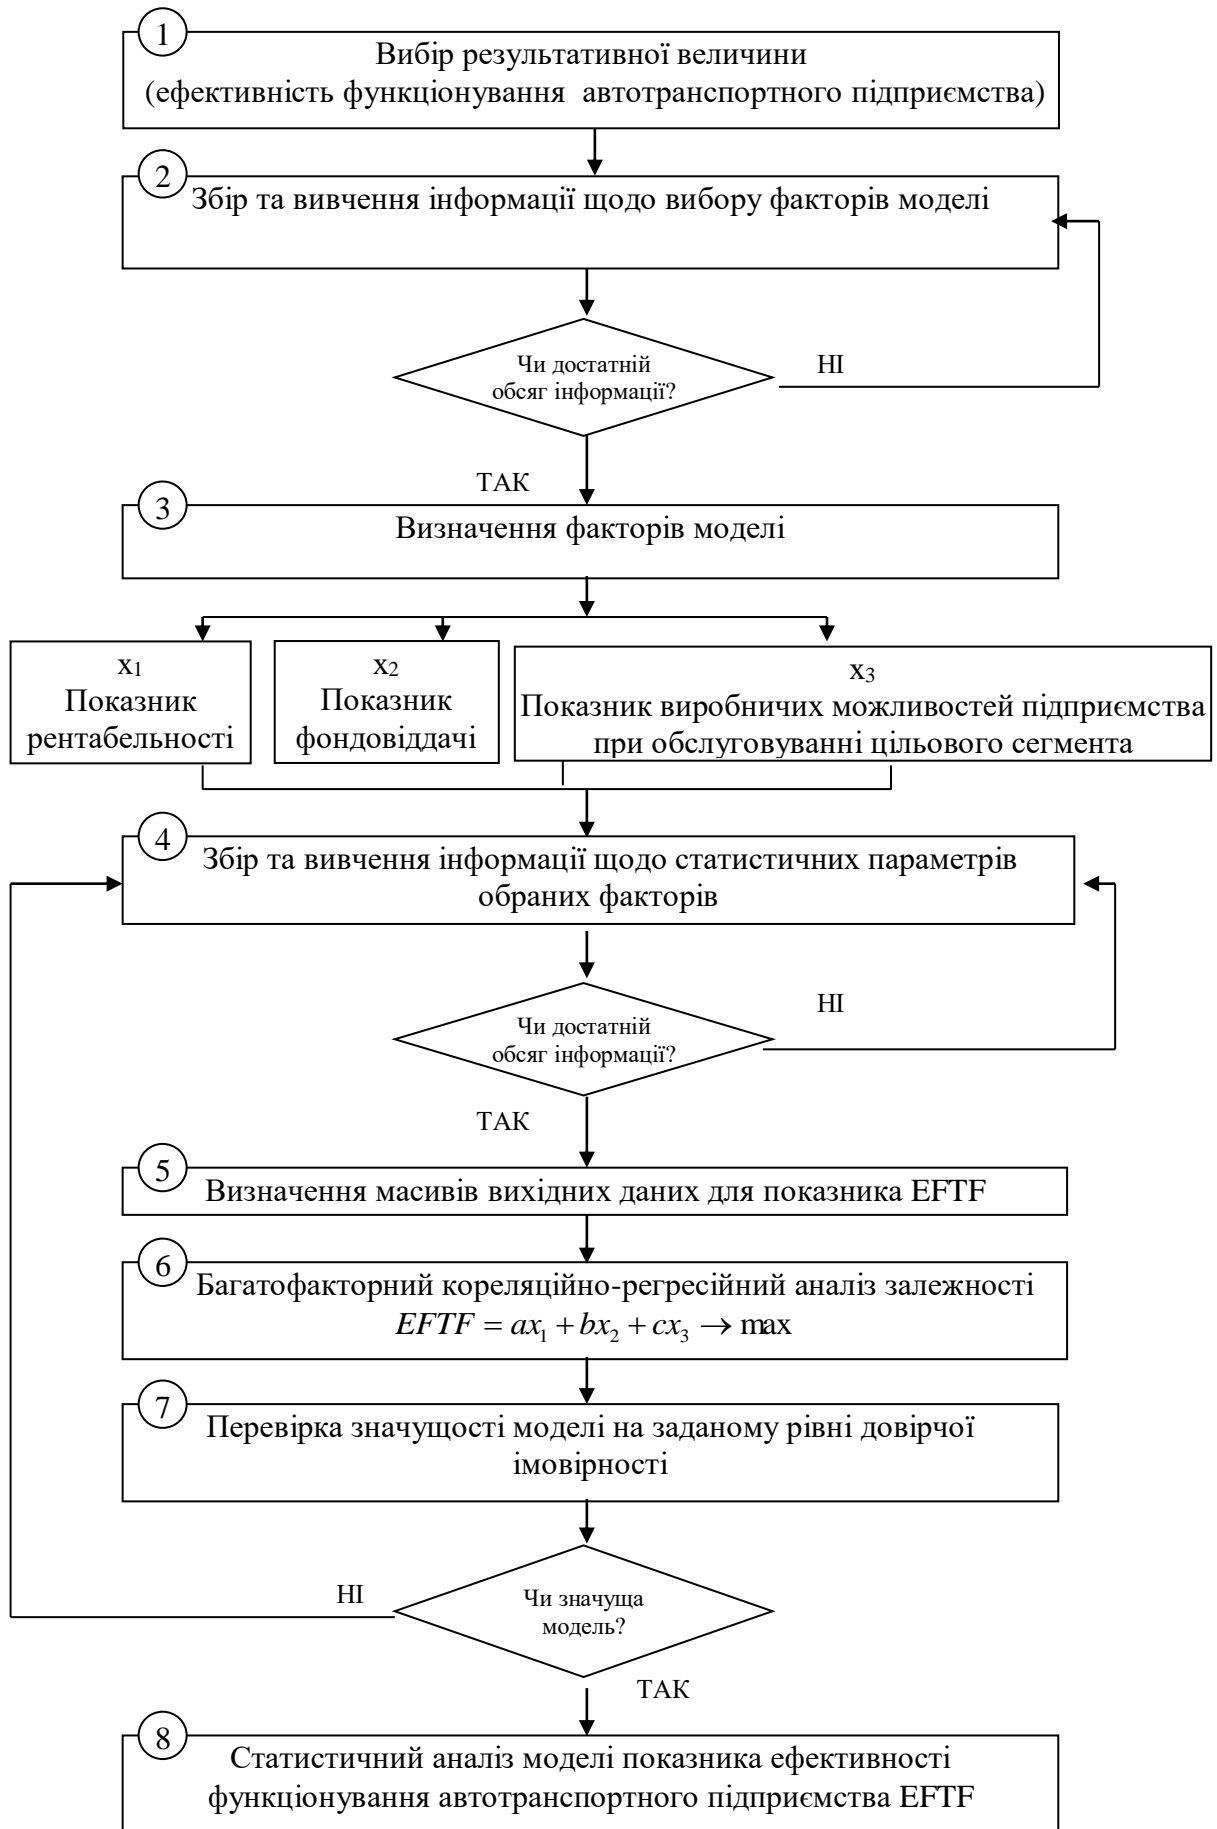 1
Вибір результативної величини
(ефективність функціонування автотранспортного підприємства)
2
Збір та вивчення інформації щодо вибору факторів моделі
Чи достатній
обсяг інформації?
НІ
ТАК
3
Визначення факторів моделі
x₁
Показник
рентабельності
x₂
Показник
фондовіддачі
x₃
Показник виробничих можливостей підприємства
при обслуговуванні цільового сегмента
4
Збір та вивчення інформації щодо статистичних параметрів
обраних факторів
НІ
Чи достатній
обсяг інформації?
ТАК
5
Визначення масивів вихідних даних для показника EFTF
6
Багатофакторний кореляційно-регресійний аналіз залежності
EFTF = ax₁ + bx₂ + cx₃ → max
7
Перевірка значущості моделі на заданому рівні довірчої
імовірності
НІ
Чи значуща
модель?
ТАК
8
Статистичний аналіз моделі показника ефективності
функціонування автотранспортного підприємства EFTF